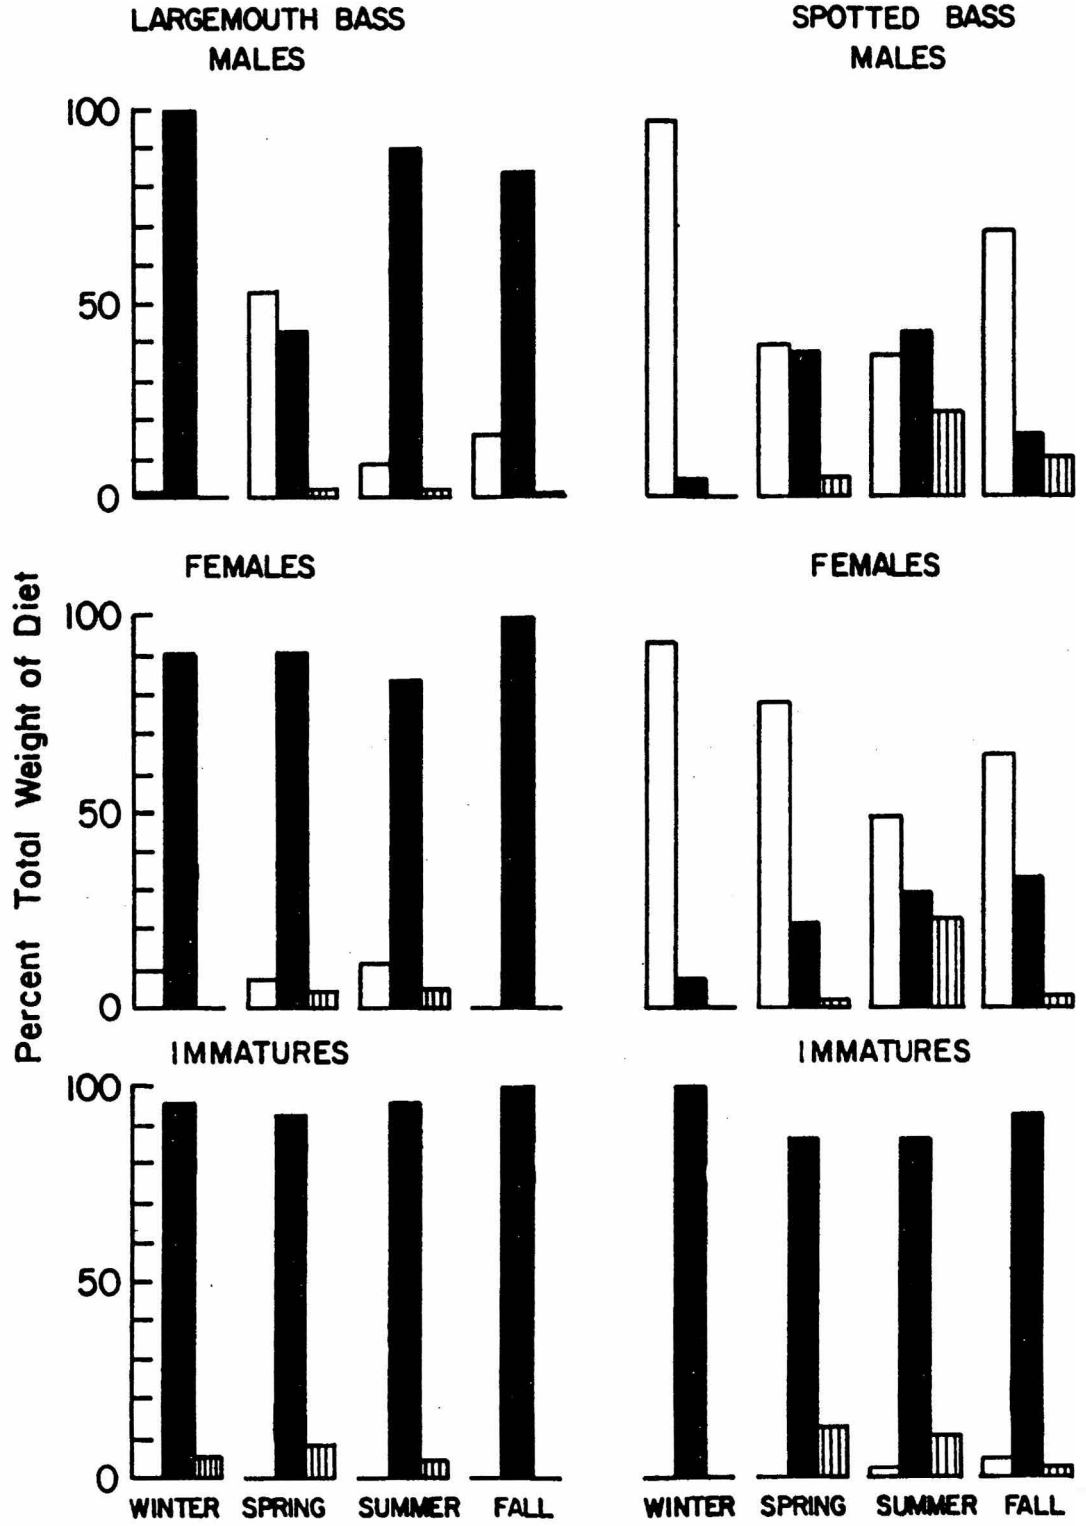 LARGEMOUTH BASS
MALES
SPOTTED BASS
MALES
100
50
0
FEMALES
FEMALES
Percent Total Weight of Diet
100
50
0
IMMATURES
IMMATURES
100
50
0
WINTER SPRING SUMMER FALL
WINTER SPRING SUMMER FALL